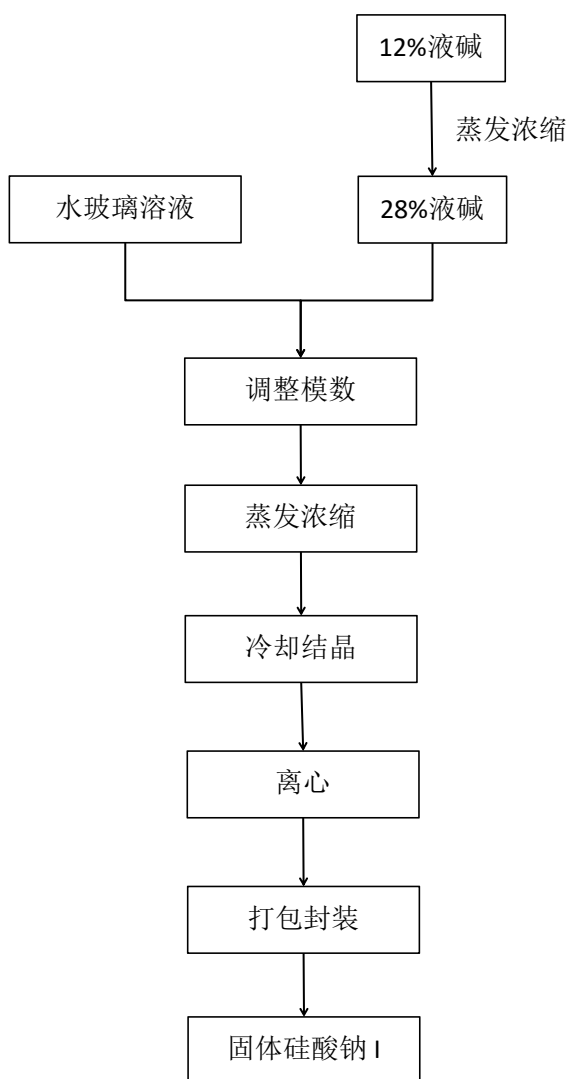 12%液碱
蒸发浓缩
水玻璃溶液
28%液碱
调整模数
蒸发浓缩
冷却结晶
离心
打包封装
固体硅酸钠 I